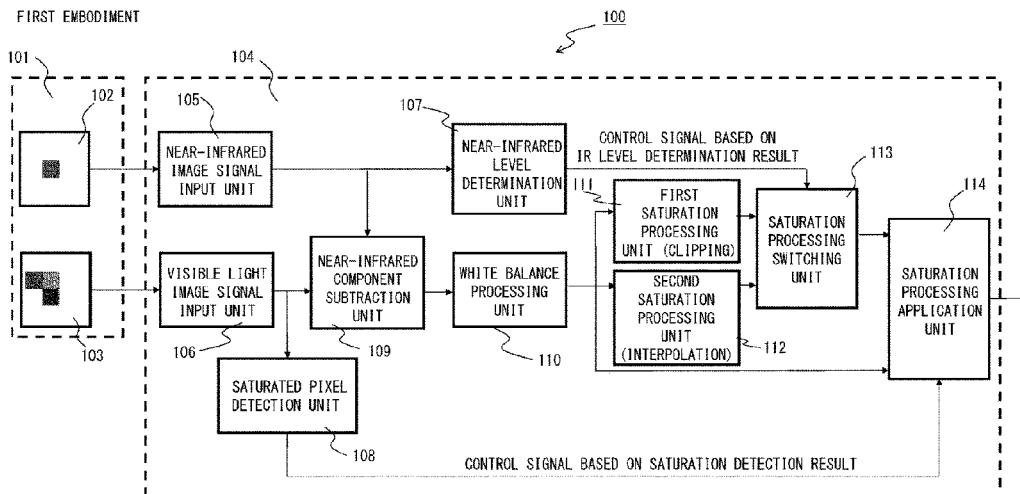 FIRST EMBODIMENT
100
101
102
103
104
105
NEAR-INFRARED
IMAGE SIGNAL
INPUT UNIT
107
NEAR-INFRARED
LEVEL
DETERMINATION
UNIT
CONTROL SIGNAL BASED ON
IR LEVEL DETERMINATION RESULT
111
FIRST
SATURATION
PROCESSING
UNIT (CLIPPING)
113
SATURATION
PROCESSING
SWITCHING
UNIT
114
SATURATION
PROCESSING
APPLICATION
UNIT
VISIBLE LIGHT
IMAGE SIGNAL
INPUT UNIT
106
NEAR-INFRARED
COMPONENT
SUBTRACTION
UNIT
109
WHITE BALANCE
PROCESSING
UNIT
110
SECOND
SATURATION
PROCESSING
UNIT
(INTERPOLATION)
112
SATURATED PIXEL
DETECTION UNIT
108
CONTROL SIGNAL BASED ON SATURATION DETECTION RESULT